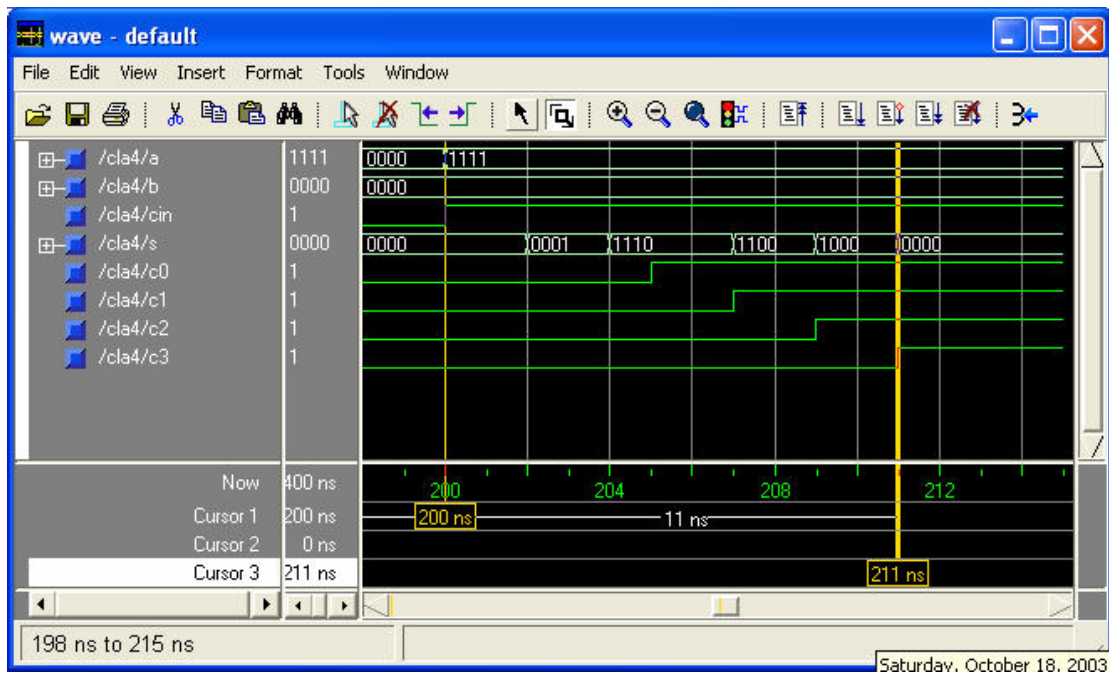 wave - default
File Edit View Insert Format Tools Window
/cla4/a 1111 0000 1111
/cla4/b 0000 0000
/cla4/cin 1
/cla4/s 0000 0000 0001 1110 1100 1000 0000
/cla4/c0 1
/cla4/c1 1
/cla4/c2 1
/cla4/c3 1
Now 400 ns 200 204 208 212
Cursor 1 200 ns 200 ns 11 ns
Cursor 2 0 ns
Cursor 3 211 ns 211 ns
198 ns to 215 ns
Saturday, October 18, 2003